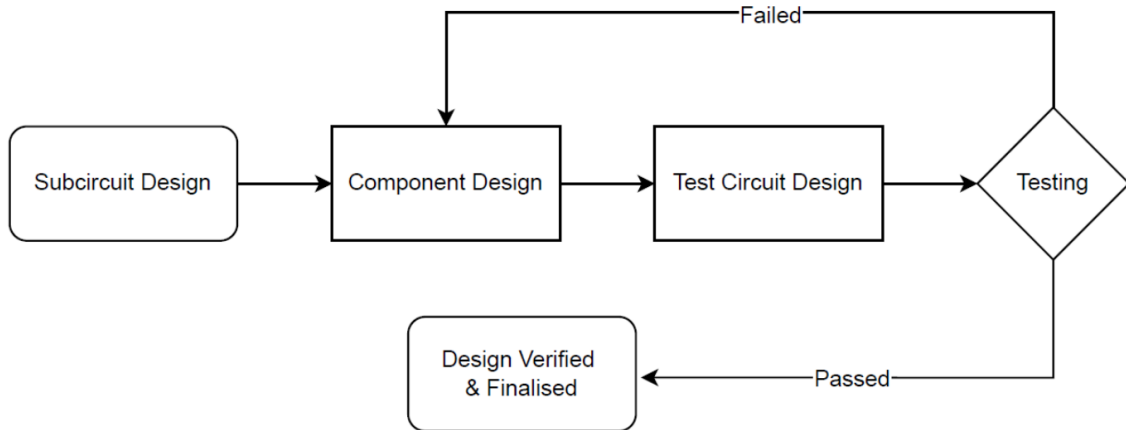 Failed
Subcircuit Design
Component Design
Test Circuit Design
Testing
Design Verified
& Finalised
Passed